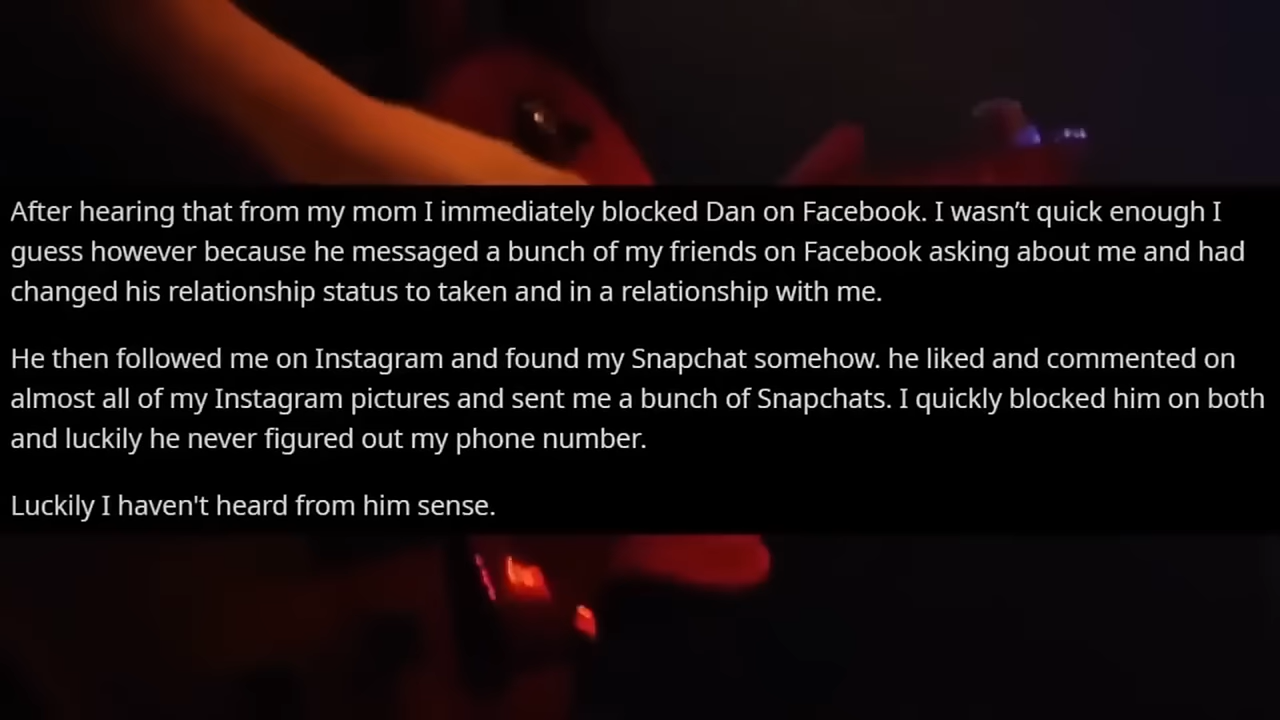 After hearing that from my mom I immediately blocked Dan on Facebook. I wasn’t quick enough I
guess however because he messaged a bunch of my friends on Facebook asking about me and had
changed his relationship status to taken and in a relationship with me.
He then followed me on Instagram and found my Snapchat somehow. he liked and commented on
almost all of my Instagram pictures and sent me a bunch of Snapchats. I quickly blocked him on both
and luckily he never figured out my phone number.
Luckily I haven't heard from him sense.